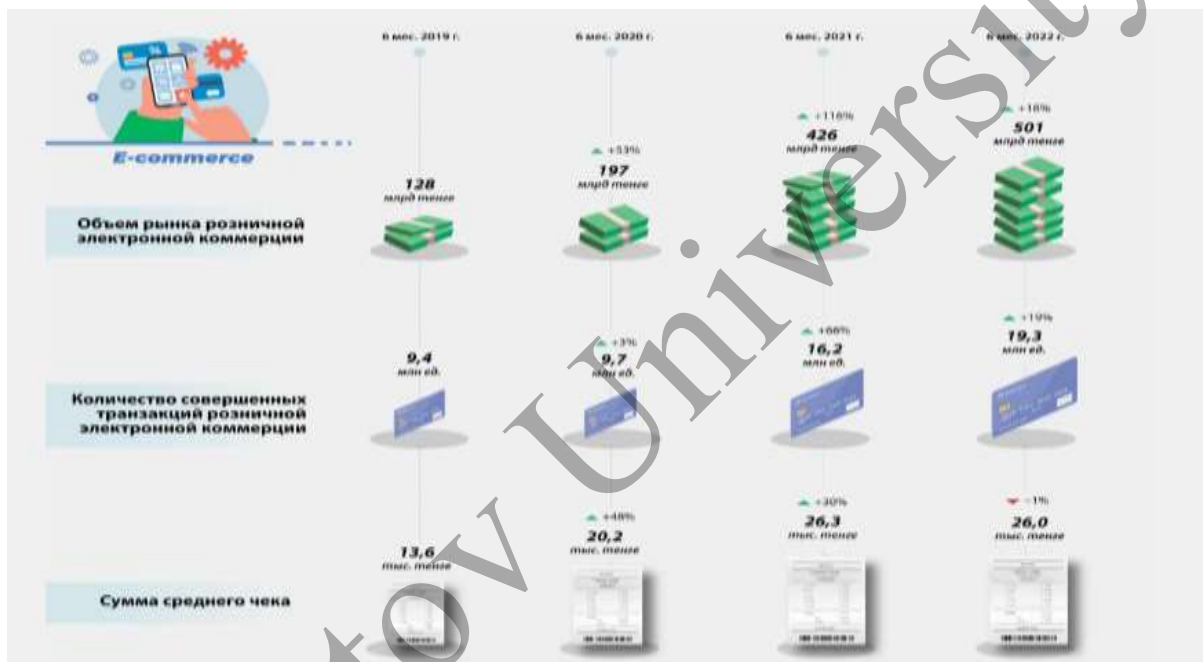 6 мес. 2019 г.
6 мес. 2020 г.
6 мес. 2021 г.
6 мес. 2022 г.
E-commerce
Объем рынка розничной
электронной коммерции
128
млрд тенге
+53%
197
млрд тенге
+116%
426
млрд тенге
+18%
501
млрд тенге
Количество совершенных
транзакций розничной
электронной коммерции
9,4
млн ед.
+3%
9,7
млн ед.
+66%
16,2
млн ед.
+19%
19,3
млн ед.
Сумма среднего чека
13,6
тыс. тенге
+48%
20,2
тыс. тенге
+30%
26,3
тыс. тенге
-1%
26,0
тыс. тенге
tov University